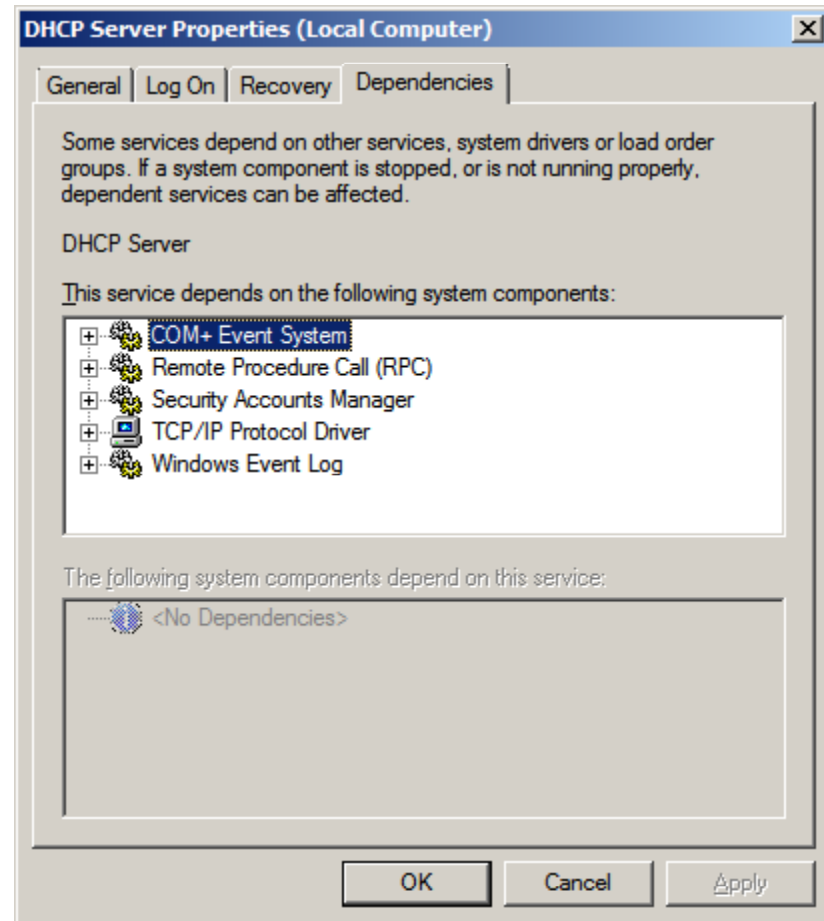 DHCP Server Properties (Local Computer)
General Log On Recovery Dependencies
Some services depend on other services, system drivers or load order
groups. If a system component is stopped, or is not running properly,
dependent services can be affected.
DHCP Server
This service depends on the following system components:
COM+ Event System
Remote Procedure Call (RPC)
Security Accounts Manager
TCP/IP Protocol Driver
Windows Event Log
The following system components depend on this service:
<No Dependencies>
OK Cancel Apply